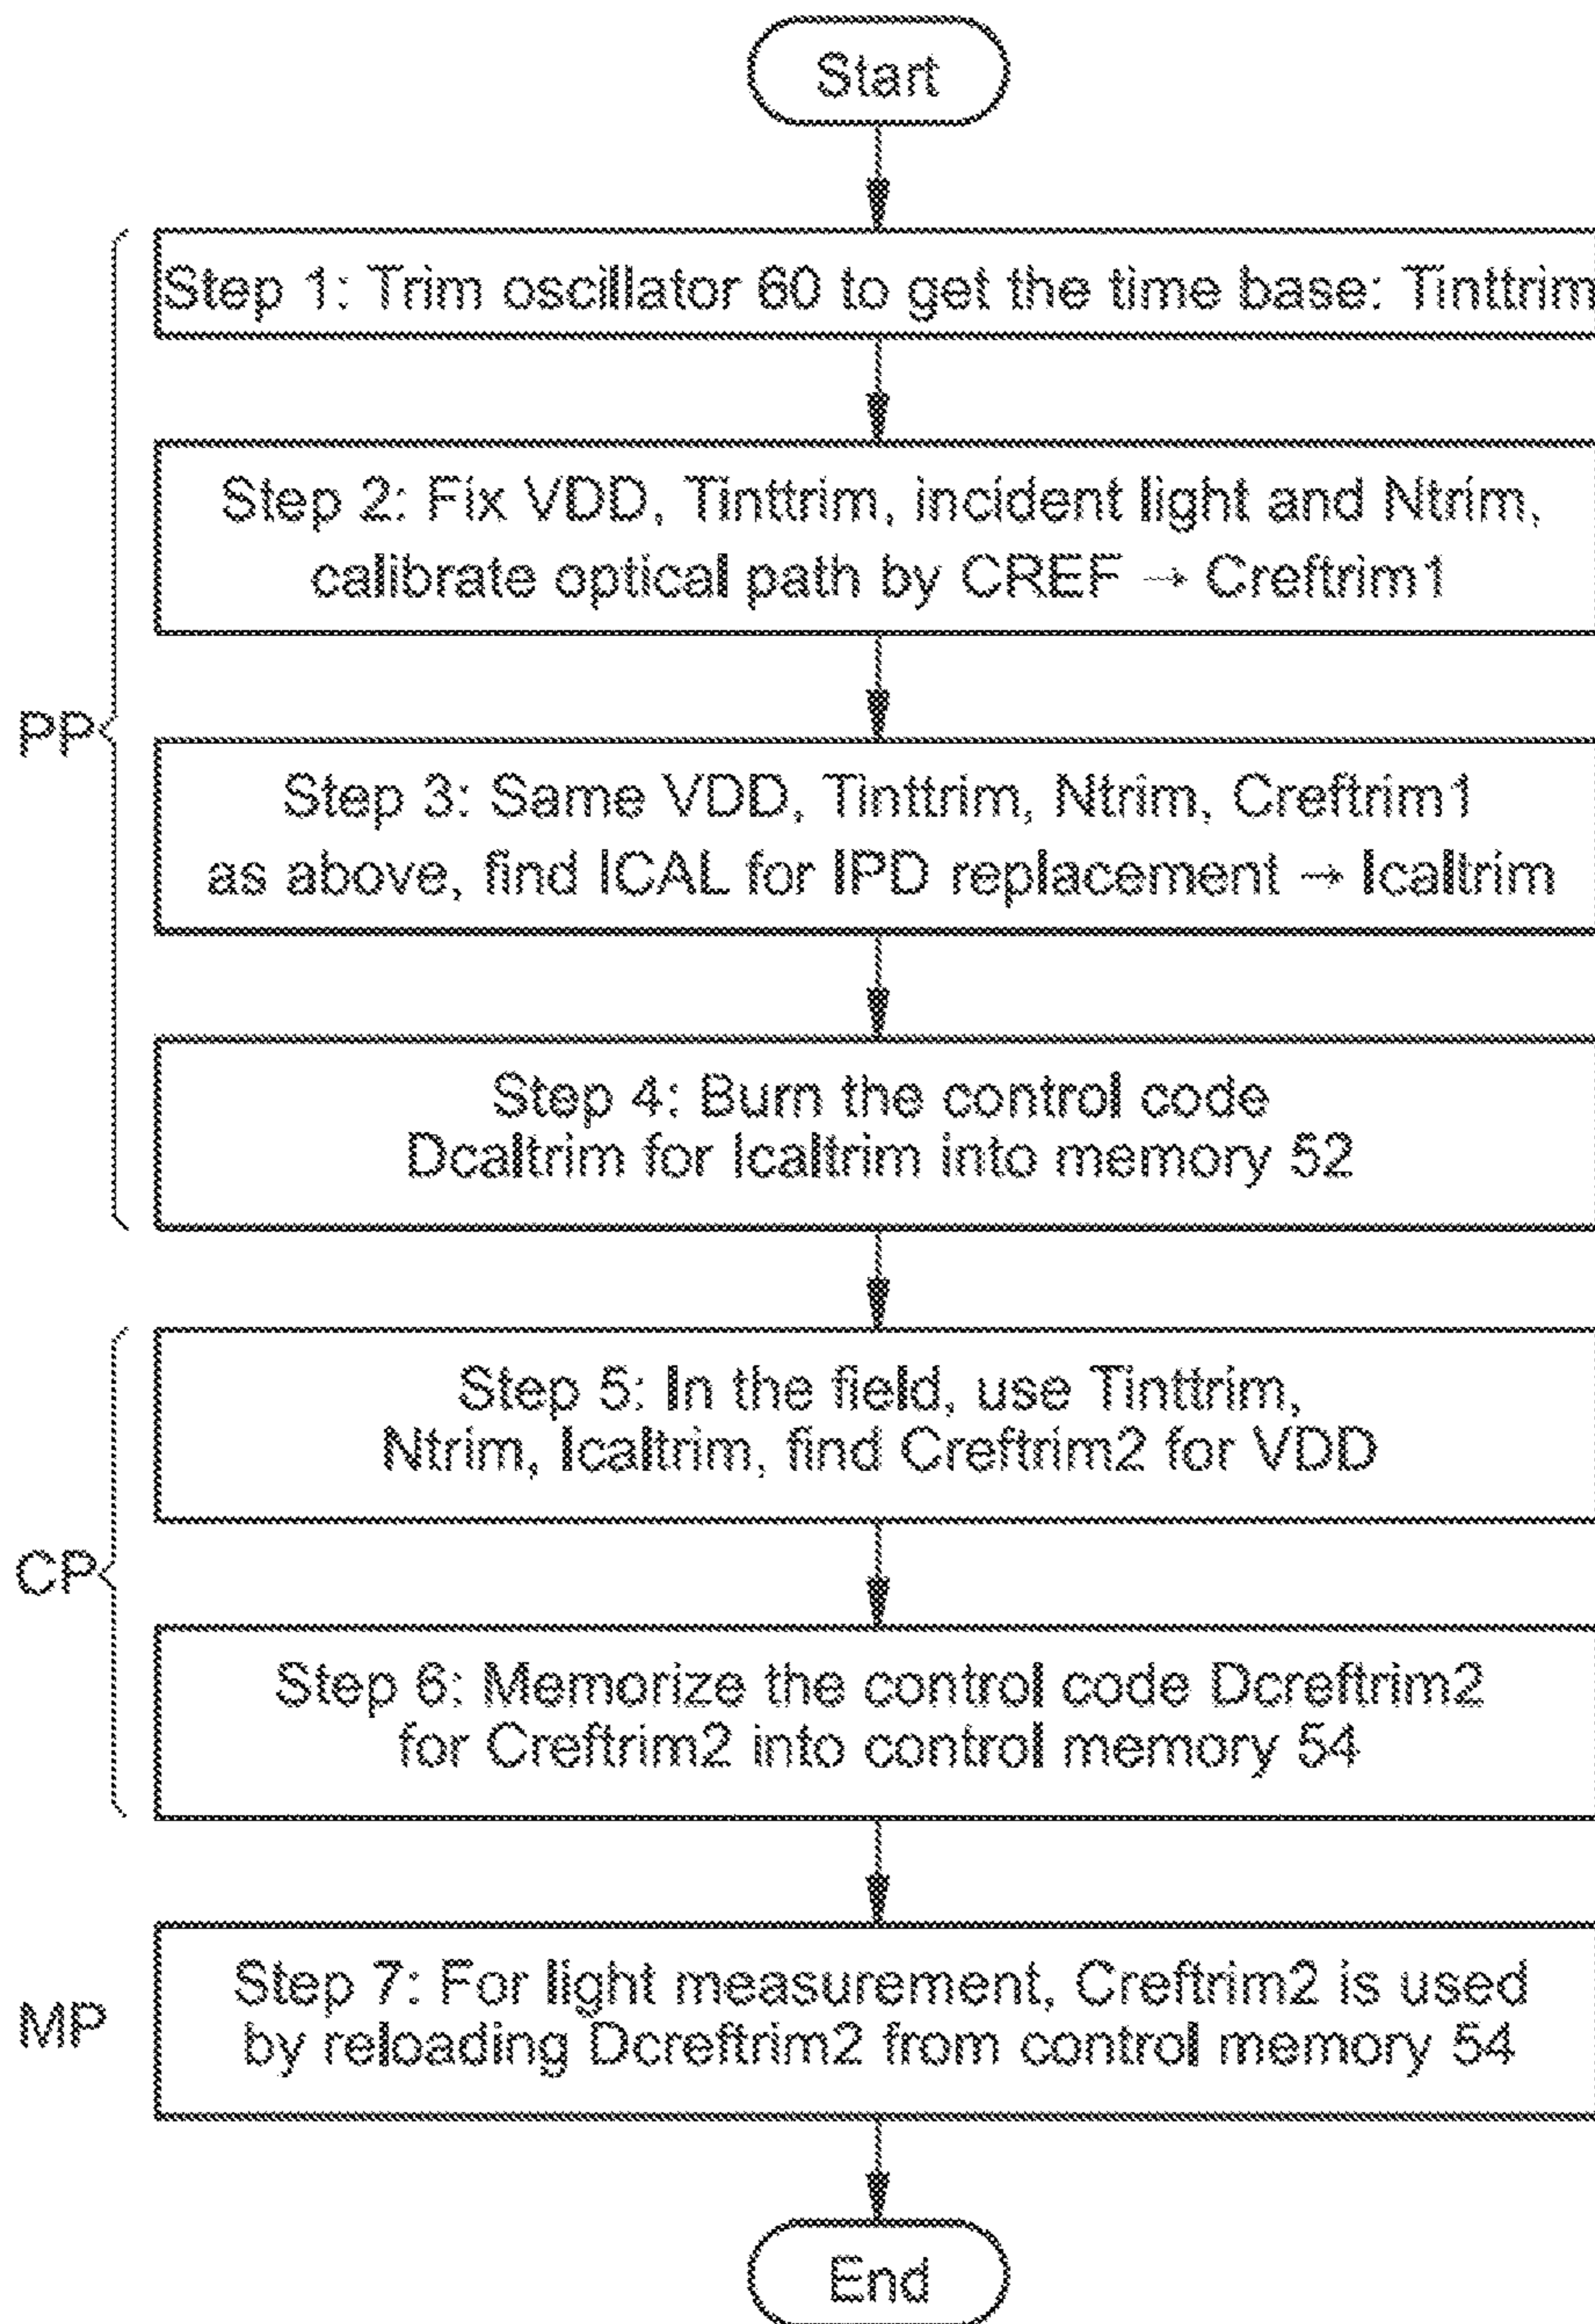 Start
Step 1: Trim oscillator 60 to get the time base: Tinttrim
Step 2: Fix VDD, Tinttrim, incident light and Ntrim,
calibrate optical path by CREF → Creftrim1
PP
Step 3: Same VDD, Tinttrim, Ntrim, Creftrim1
as above, find ICAL for IPD replacement → Icaltrim
Step 4: Burn the control code
Dcaltrim for Icaltrim into memory 52
Step 5: In the field, use Tinttrim,
Ntrim, Icaltrim, find Creftrim2 for VDD
CP
Step 6: Memorize the control code Dcreftrim2
for Creftrim2 into control memory 54
MP
Step 7: For light measurement, Creftrim2 is used
by reloading Dcreftrim2 from control memory 54
End